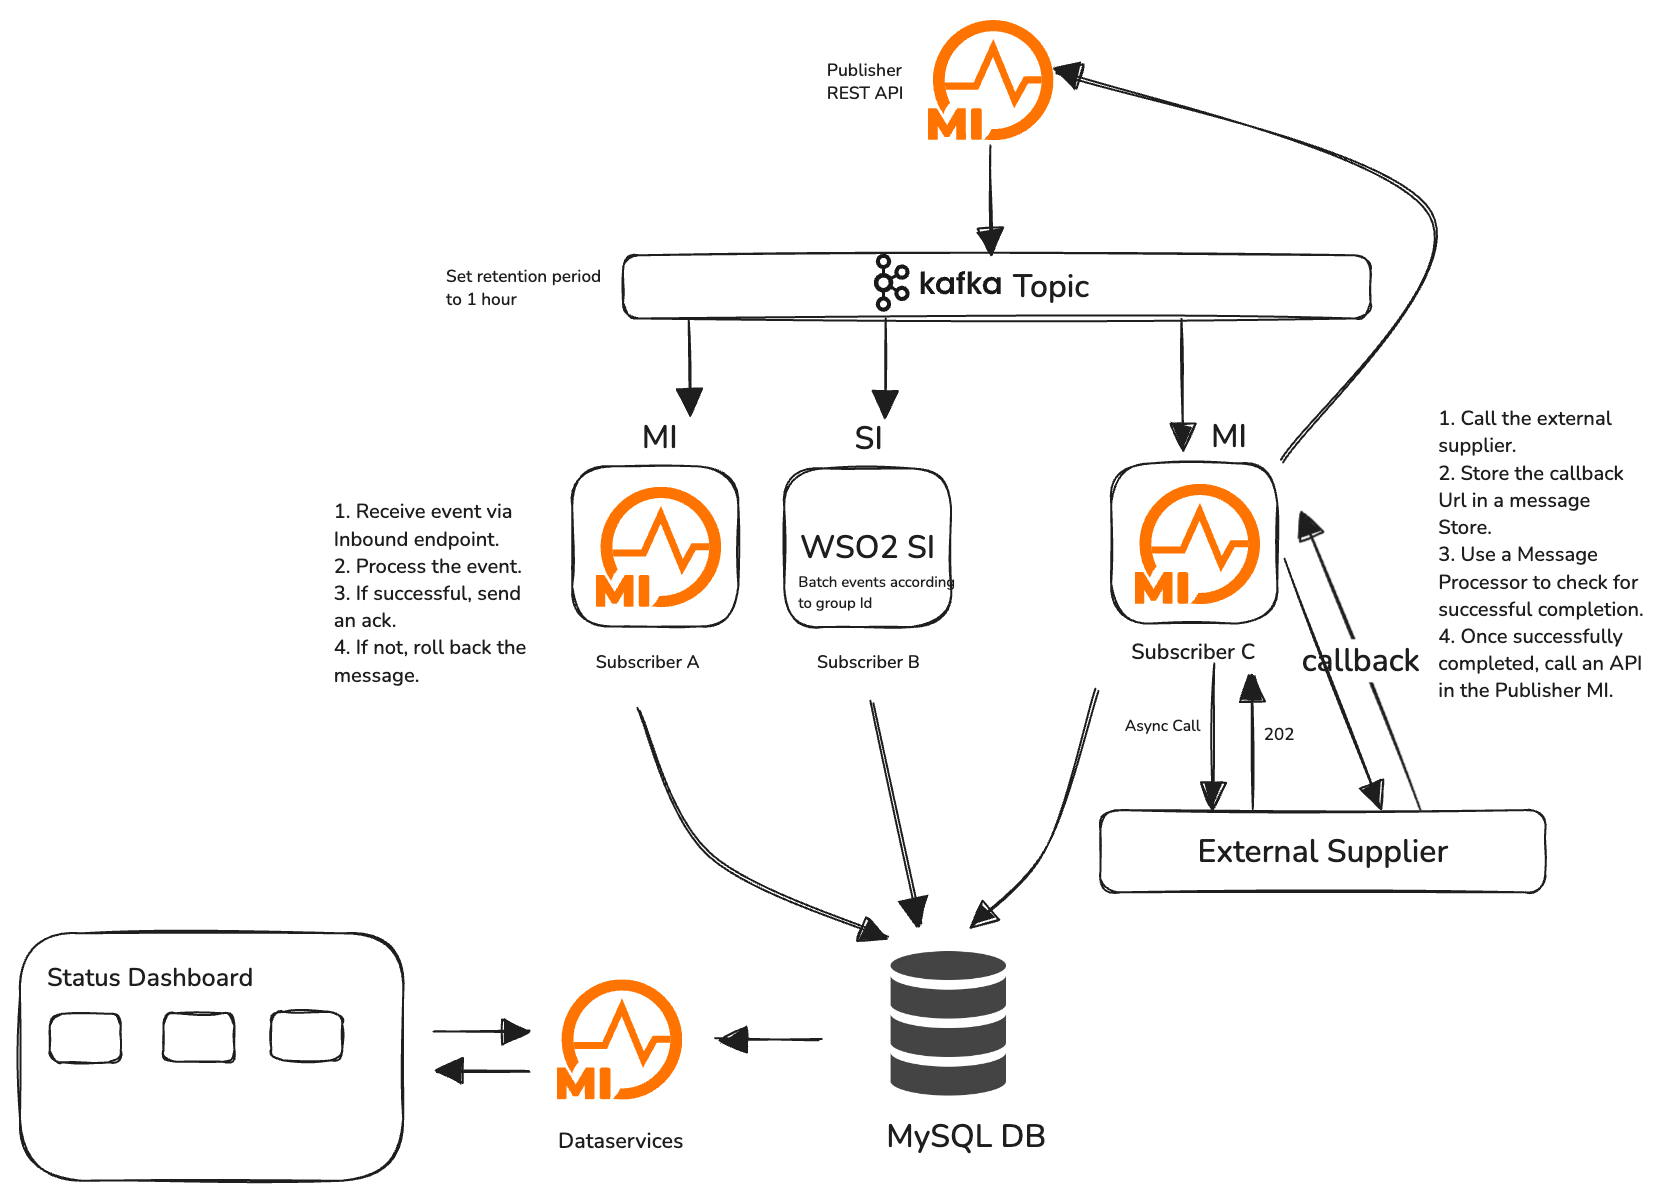 Publisher
REST API
MI
Set retention period
to 1 hour
kafka Topic
MI
SI
MI
1. Receive event via
Inbound endpoint.
2. Process the event.
3. If successful, send
an ack.
4. If not, roll back the
message.
MI
WSO2 SI
Batch events according
to group Id
MI
1. Call the external
supplier.
2. Store the callback
Url in a message
Store.
3. Use a Message
Processor to check for
successful completion.
4. Once successfully
completed, call an API
in the Publisher MI.
Subscriber A
Subscriber B
Subscriber C
callback
Async Call
202
External Supplier
Status Dashboard
MI
Dataservices
MySQL DB